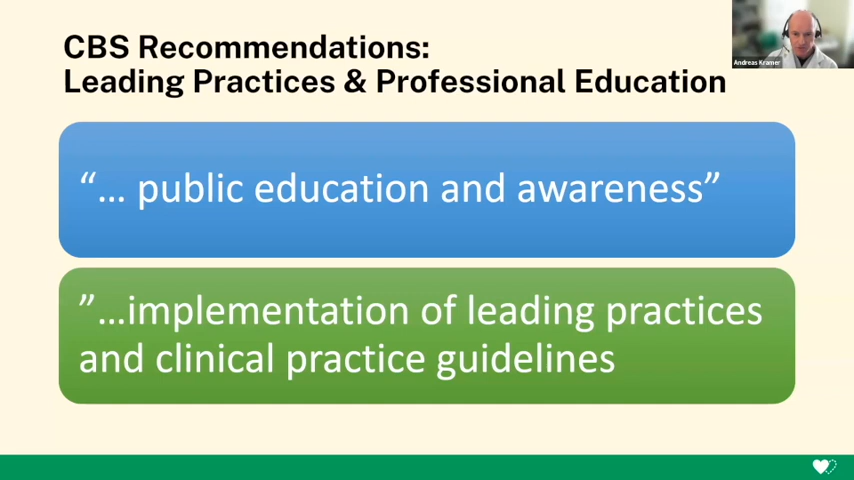 CBS Recommendations:
Leading Practices & Professional Education
Andreas Kramer
“... public education and awareness”
”...implementation of leading practices
and clinical practice guidelines